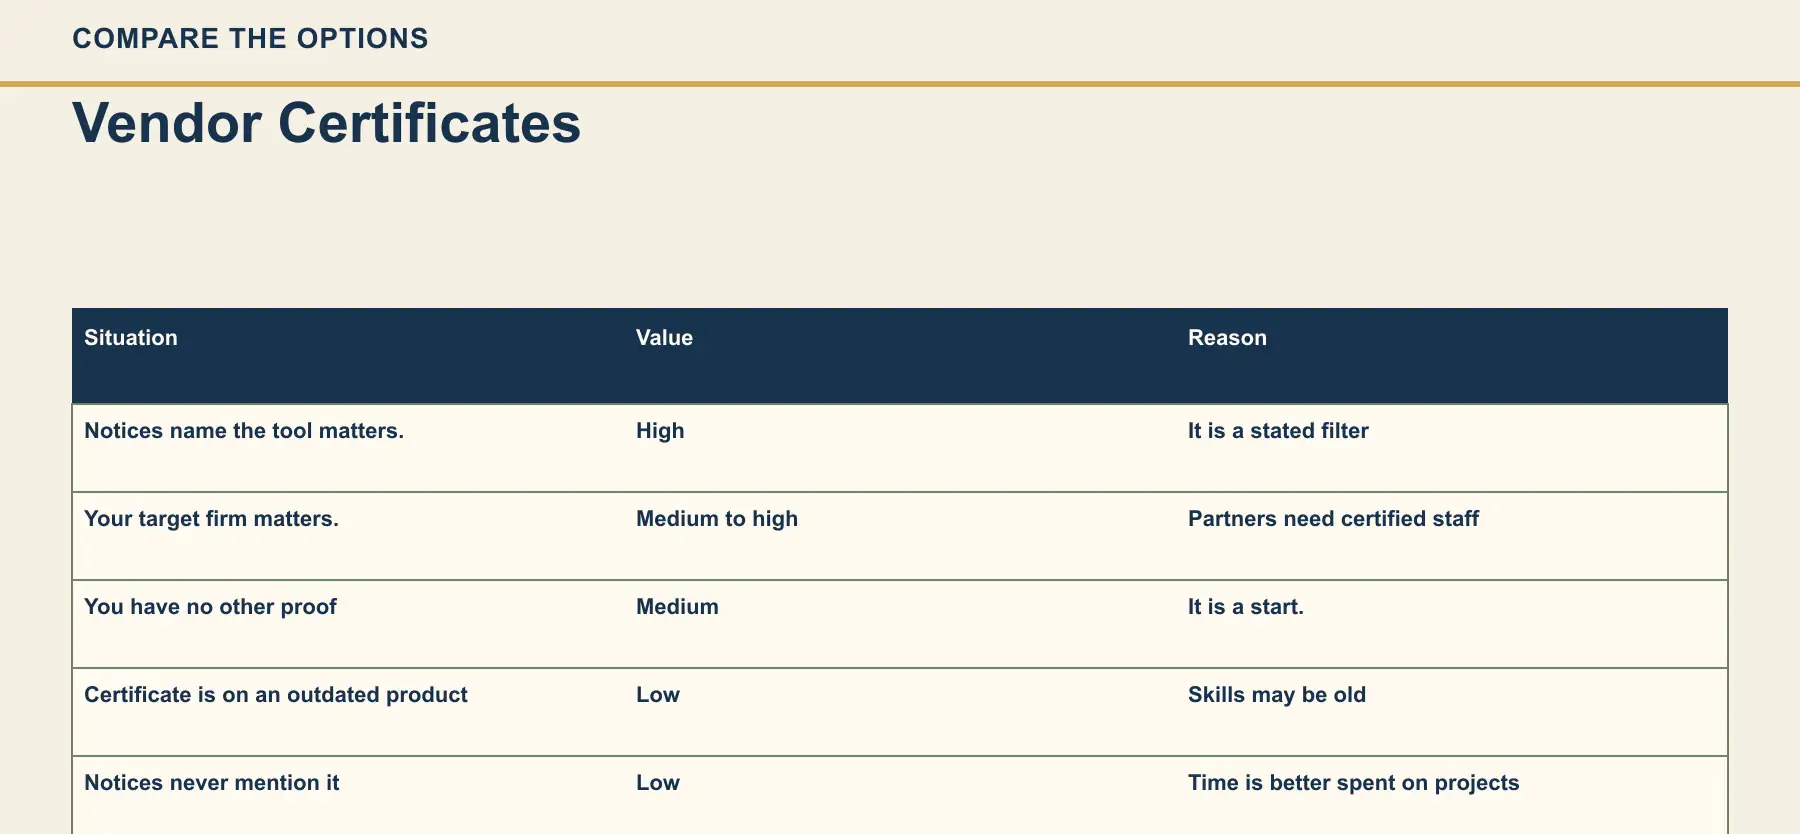 COMPARE THE OPTIONS
Vendor Certificates
Situation Value Reason
Notices name the tool matters. High It is a stated filter
Your target firm matters. Medium to high Partners need certified staff
You have no other proof Medium It is a start.
Certificate is on an outdated product Low Skills may be old
Notices never mention it Low Time is better spent on projects